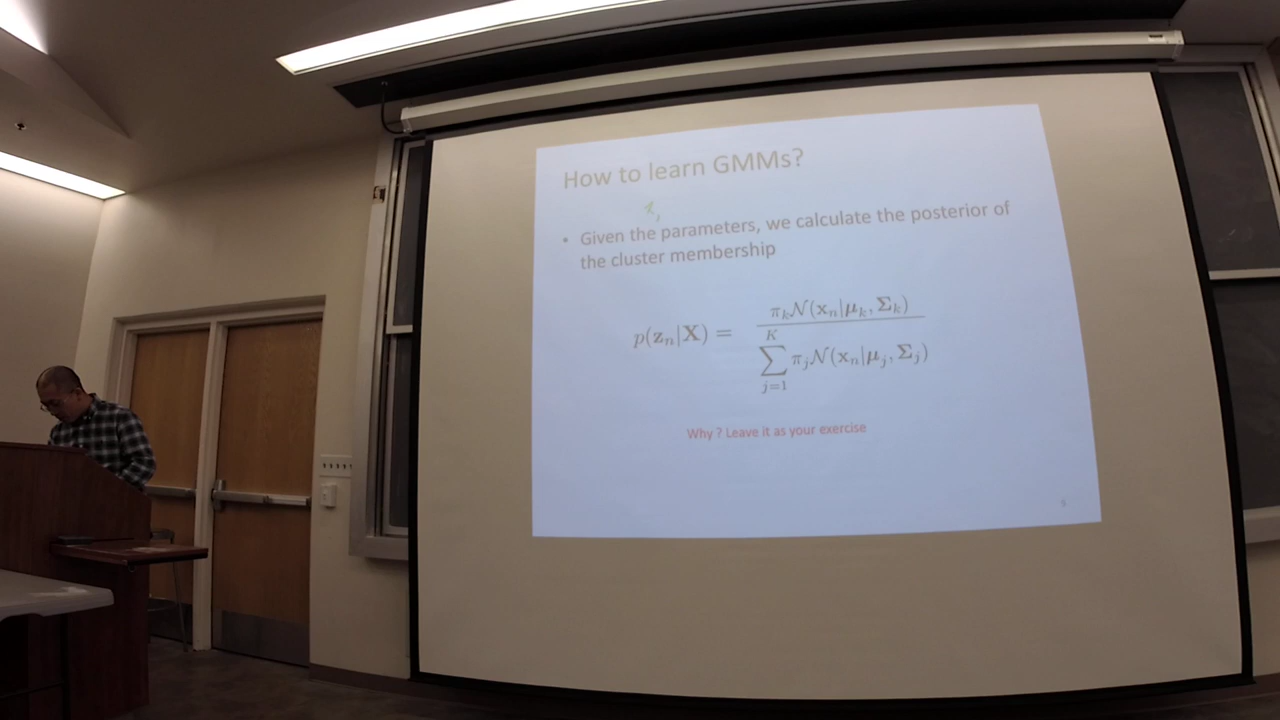 How to learn GMMs?
• Given the parameters, we calculate the posterior of
the cluster membership
p(𝐳ₙ|𝐗) = πₖ𝒩(𝐱ₙ|𝛍ₖ, 𝚺ₖ) / ∑ⱼ₌₁ᴷ πⱼ𝒩(𝐱ₙ|𝛍ⱼ, 𝚺ⱼ)
Why ? Leave it as your exercise